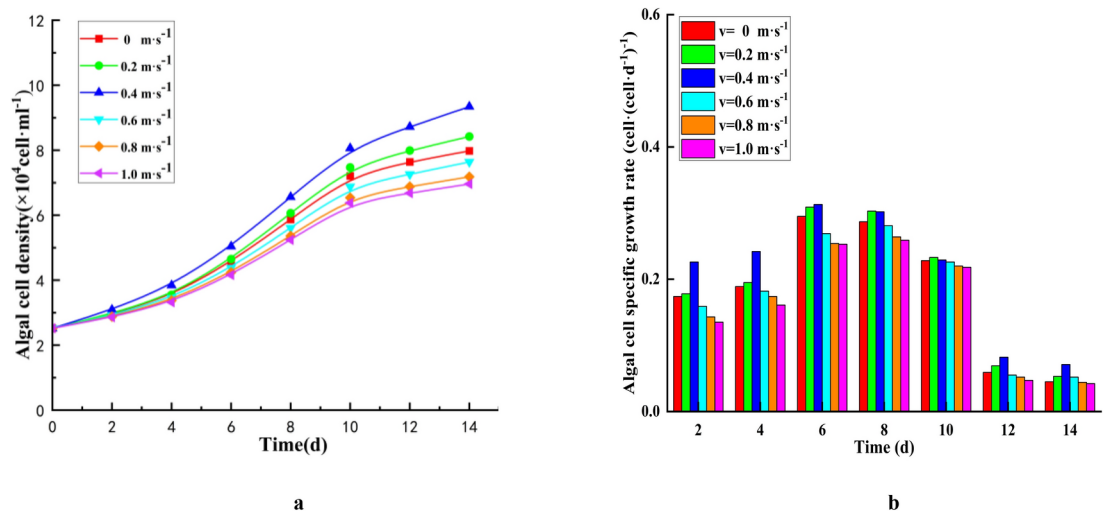 12
10
8
6
4
2
0
Algal cell density(×10⁴cell·ml⁻¹)
0 m·s⁻¹
0.2 m·s⁻¹
0.4 m·s⁻¹
0.6 m·s⁻¹
0.8 m·s⁻¹
1.0 m·s⁻¹
0 2 4 6 8 10 12 14
Time(d)
a
0.6
0.4
0.2
0.0
Algal cell specific growth rate (cell·(cell·d⁻¹)⁻¹)
v= 0 m·s⁻¹
v=0.2 m·s⁻¹
v=0.4 m·s⁻¹
v=0.6 m·s⁻¹
v=0.8 m·s⁻¹
v=1.0 m·s⁻¹
2 4 6 8 10 12 14
Time (d)
b